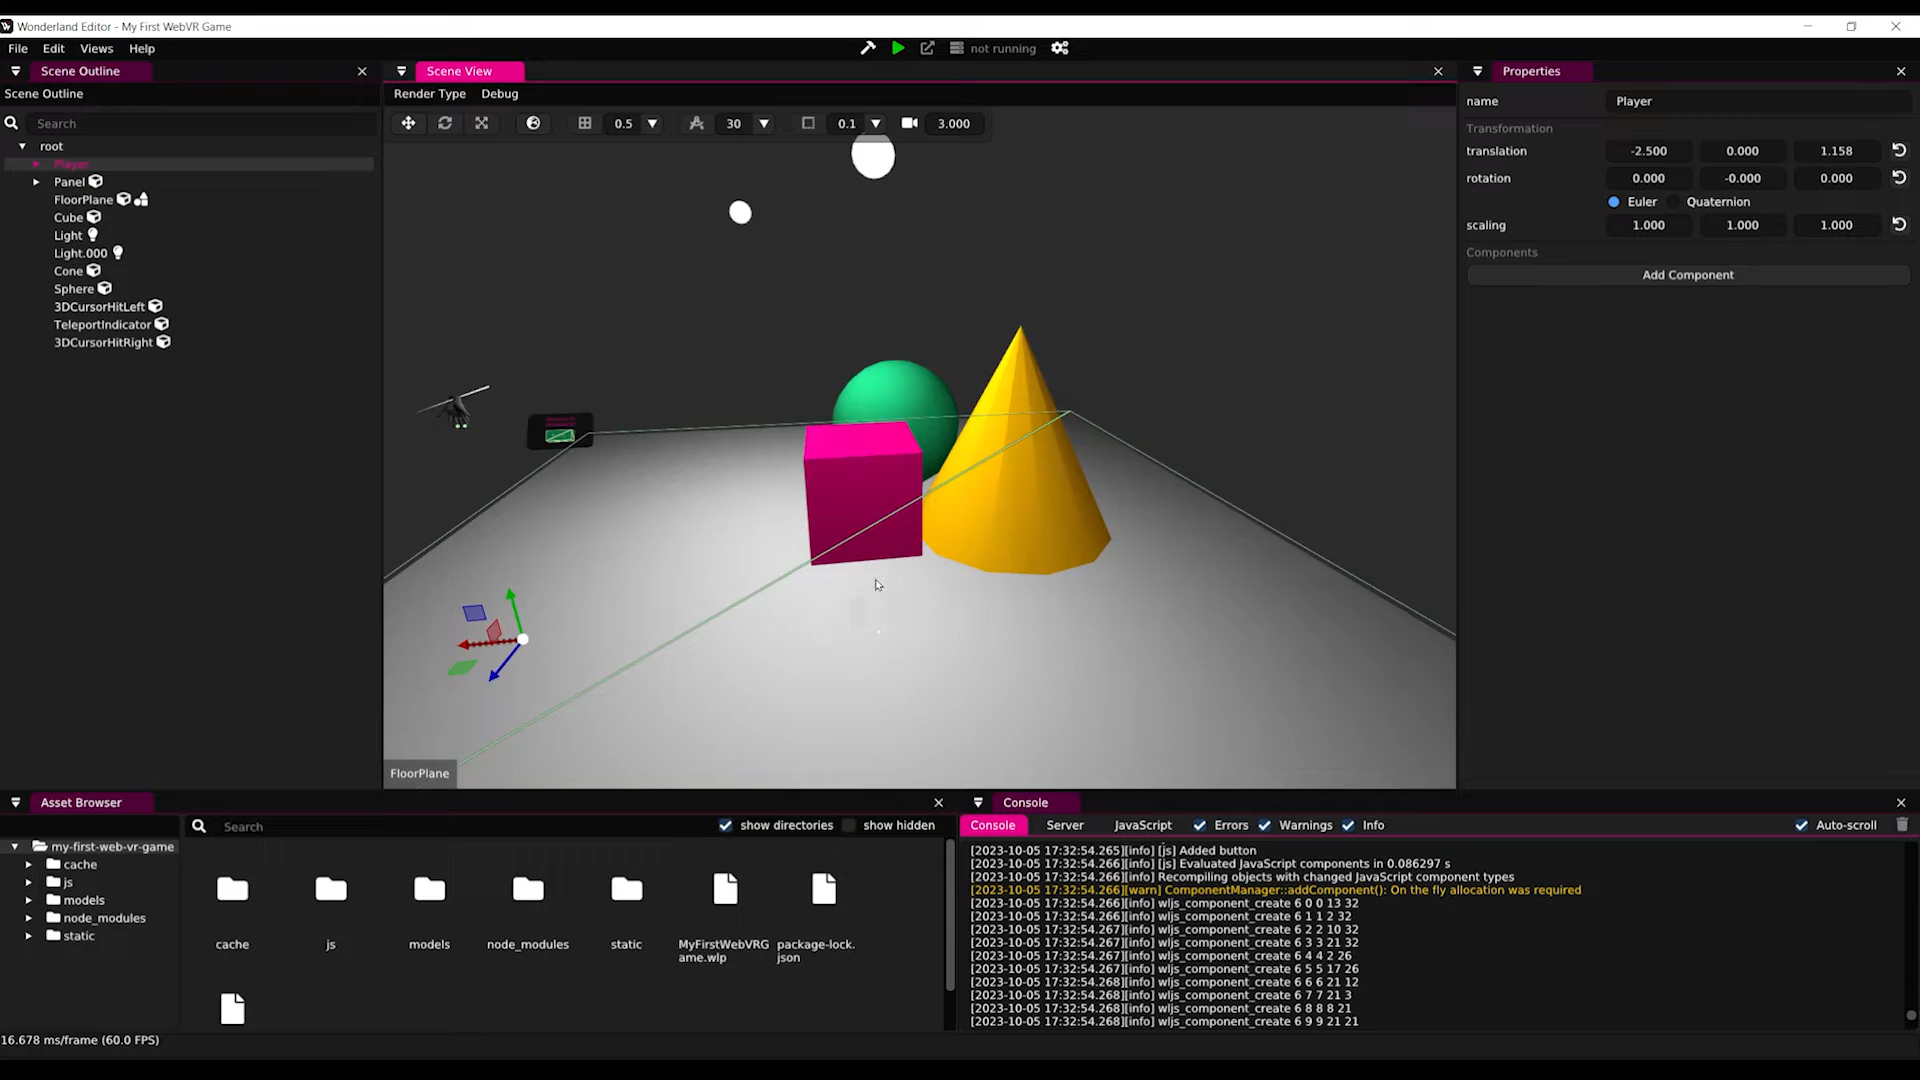 Wonderland Editor - My First WebVR Game
File Edit Views Help
not running
Scene Outline
Scene Outline
Search
root
Player
Panel
FloorPlane
Cube
Light
Light.000
Cone
Sphere
3DCursorHitLeft
TeleportIndicator
3DCursorHitRight
Scene View
Render Type Debug
0.5 30 0.1 3.000
FloorPlane
Properties
name Player
Transformation
translation -2.500 0.000 1.158
rotation 0.000 -0.000 0.000
Euler Quaternion
scaling 1.000 1.000 1.000
Components
Add Component
Asset Browser
my-first-web-vr-game
cache
js
models
node_modules
static
Search show directories show hidden
cache js models node_modules static MyFirstWebVRG package-lock.
ame.wlp json
Console
Console Server JavaScript Errors Warnings Info Auto-scroll
[2023-10-05 17:32:54.265][info] [js] Added button
[2023-10-05 17:32:54.266][info] [js] Evaluated JavaScript components in 0.086297 s
[2023-10-05 17:32:54.266][info] Recompiling objects with changed JavaScript component types
[2023-10-05 17:32:54.266][warn] ComponentManager::addComponent(): On the fly allocation was required
[2023-10-05 17:32:54.266][info] wljs_component_create 6 0 0 13 32
[2023-10-05 17:32:54.266][info] wljs_component_create 6 1 1 2 32
[2023-10-05 17:32:54.267][info] wljs_component_create 6 2 2 10 32
[2023-10-05 17:32:54.267][info] wljs_component_create 6 3 3 21 32
[2023-10-05 17:32:54.267][info] wljs_component_create 6 4 4 2 26
[2023-10-05 17:32:54.267][info] wljs_component_create 6 5 5 17 26
[2023-10-05 17:32:54.268][info] wljs_component_create 6 6 6 21 12
[2023-10-05 17:32:54.268][info] wljs_component_create 6 7 7 21 3
[2023-10-05 17:32:54.268][info] wljs_component_create 6 8 8 8 21
[2023-10-05 17:32:54.268][info] wljs_component_create 6 9 9 21 21
16.678 ms/frame (60.0 FPS)